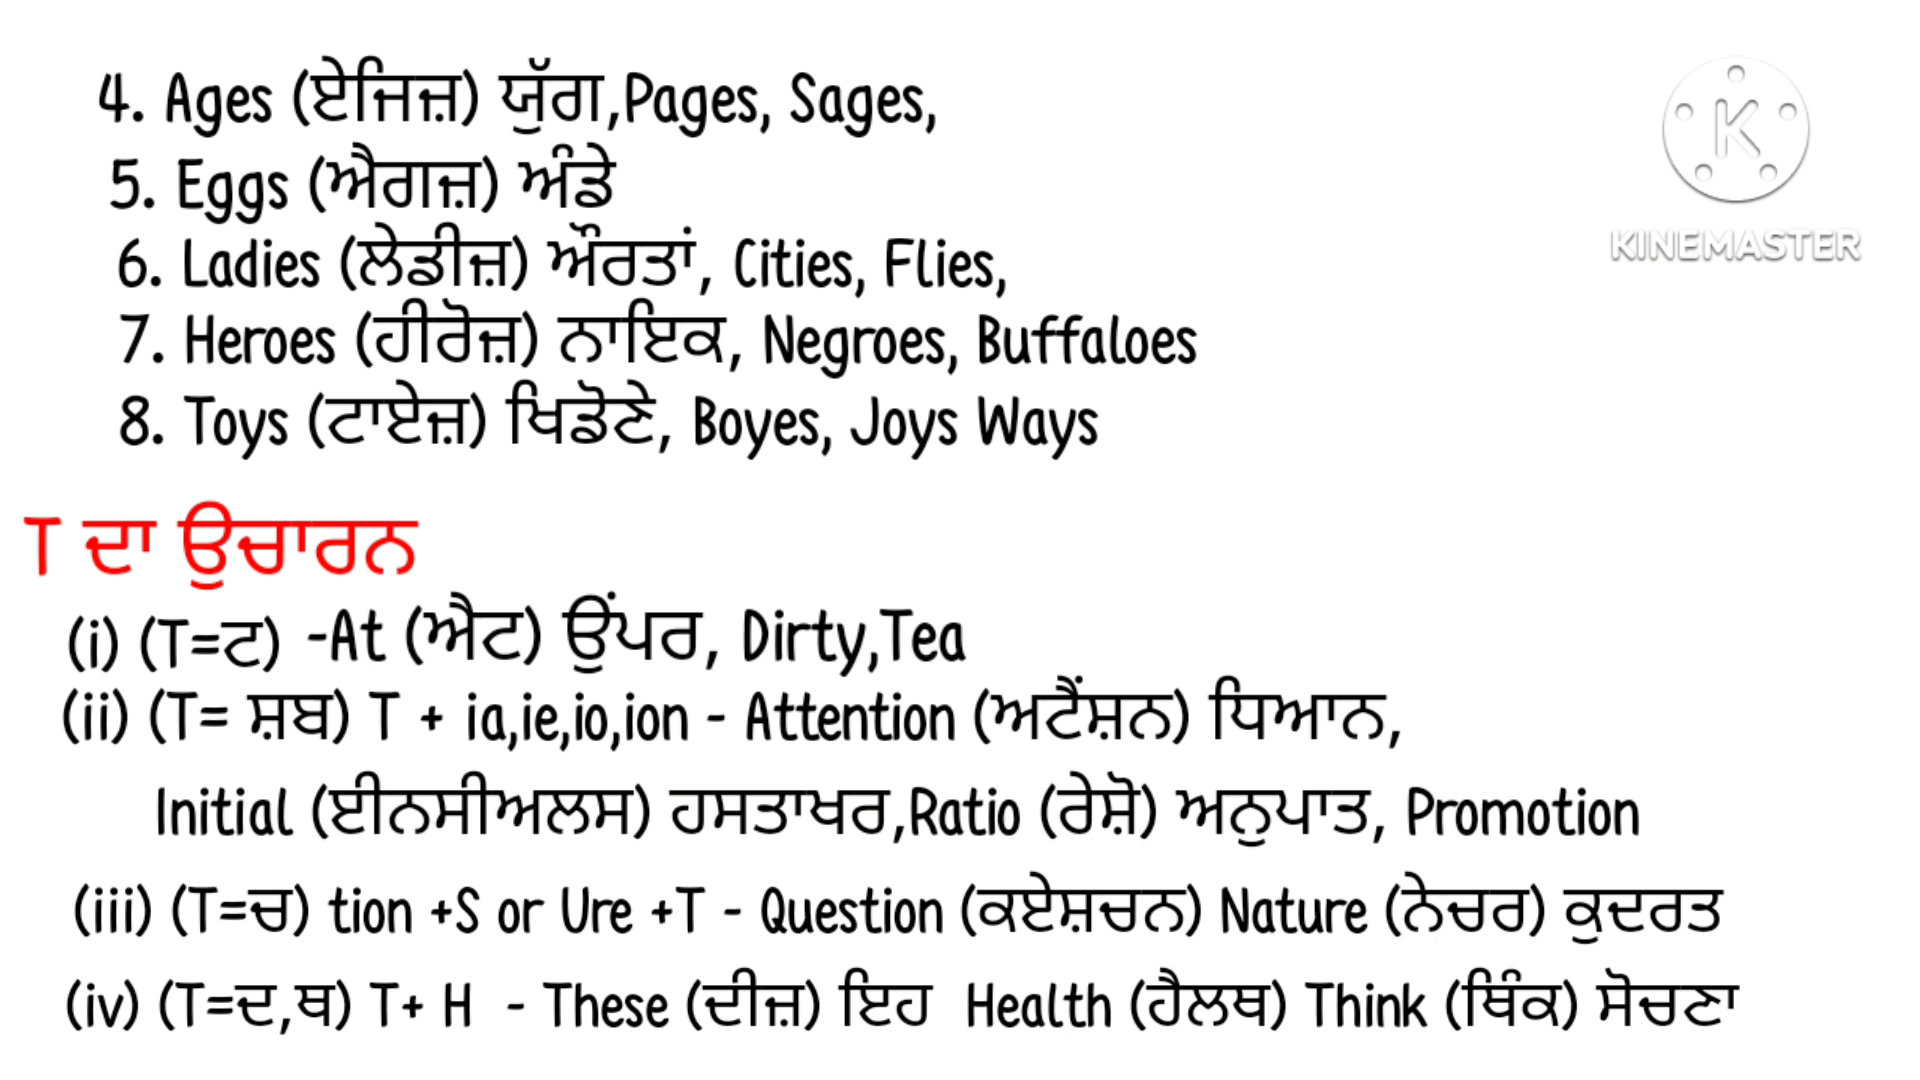 4. Ages (ਏਜਿਜ਼) ਯੁੱਗ,Pages, Sages,
5. Eggs (ਐਗਜ਼) ਅੰਡੇ
6. Ladies (ਲੇਡੀਜ਼) ਔਰਤਾਂ, Cities, Flies,
7. Heroes (ਹੀਰੋਜ਼) ਨਾਇਕ, Negroes, Buffaloes
8. Toys (ਟਾਏਜ਼) ਖਿਡੋਣੇ, Boyes, Joys Ways
K
KINEMASTER
T ਦਾ ਉਚਾਰਨ
(i) (T=ਟ) -At (ਐਟ) ਉਂਪਰ, Dirty,Tea
(ii) (T= ਸ਼ਬ) T + ia,ie,io,ion - Attention (ਅਟੈਂਸ਼ਨ) ਧਿਆਨ,
Initial (ਈਨਸੀਅਲਸ) ਹਸਤਾਖਰ,Ratio (ਰੇਸ਼ੋ) ਅਨੁਪਾਤ, Promotion
(iii) (T=ਚ) tion +S or Ure +T - Question (ਕਏਸ਼ਚਨ) Nature (ਨੇਚਰ) ਕੁਦਰਤ
(iv) (T=ਦ,ਥ) T+ H - These (ਦੀਜ਼) ਇਹ Health (ਹੈਲਥ) Think (ਥਿੰਕ) ਸੋਚਣਾ